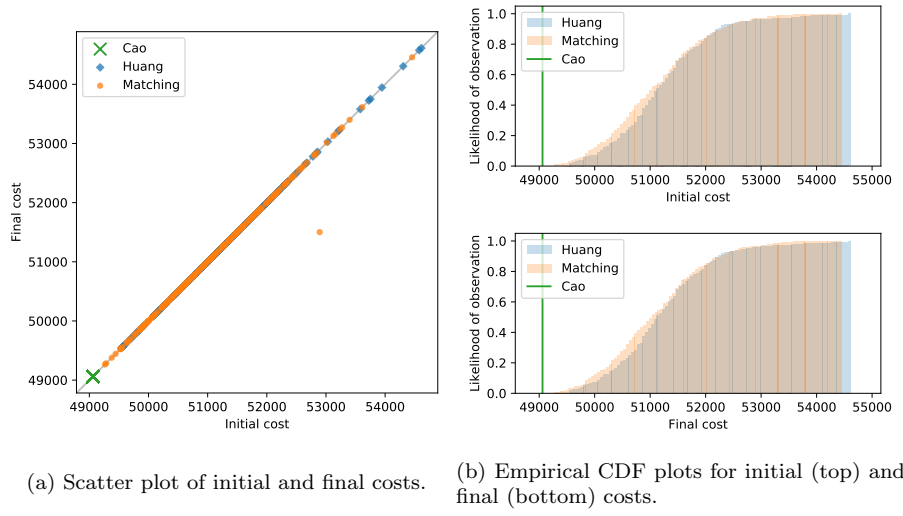 Cao
Huang
Matching
54000
53000
52000
51000
50000
49000
Final cost
49000 50000 51000 52000 53000 54000
Initial cost
(a) Scatter plot of initial and final costs.
1.0
0.8
0.6
0.4
0.2
0.0
Likelihood of observation
Huang
Matching
Cao
49000 50000 51000 52000 53000 54000 55000
Initial cost
1.0
0.8
0.6
0.4
0.2
0.0
Likelihood of observation
Huang
Matching
Cao
49000 50000 51000 52000 53000 54000 55000
Final cost
(b) Empirical CDF plots for initial (top) and
final (bottom) costs.